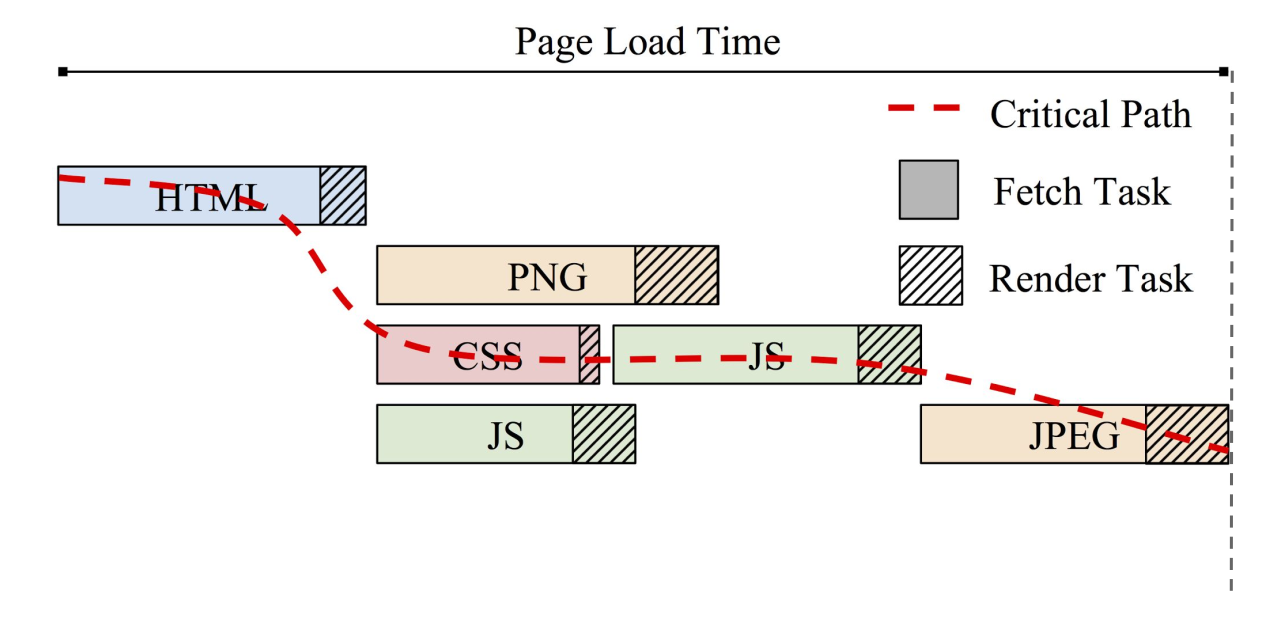 Page Load Time
Critical Path
HTML
Fetch Task
PNG
Render Task
CSS
JS
JS
JPEG